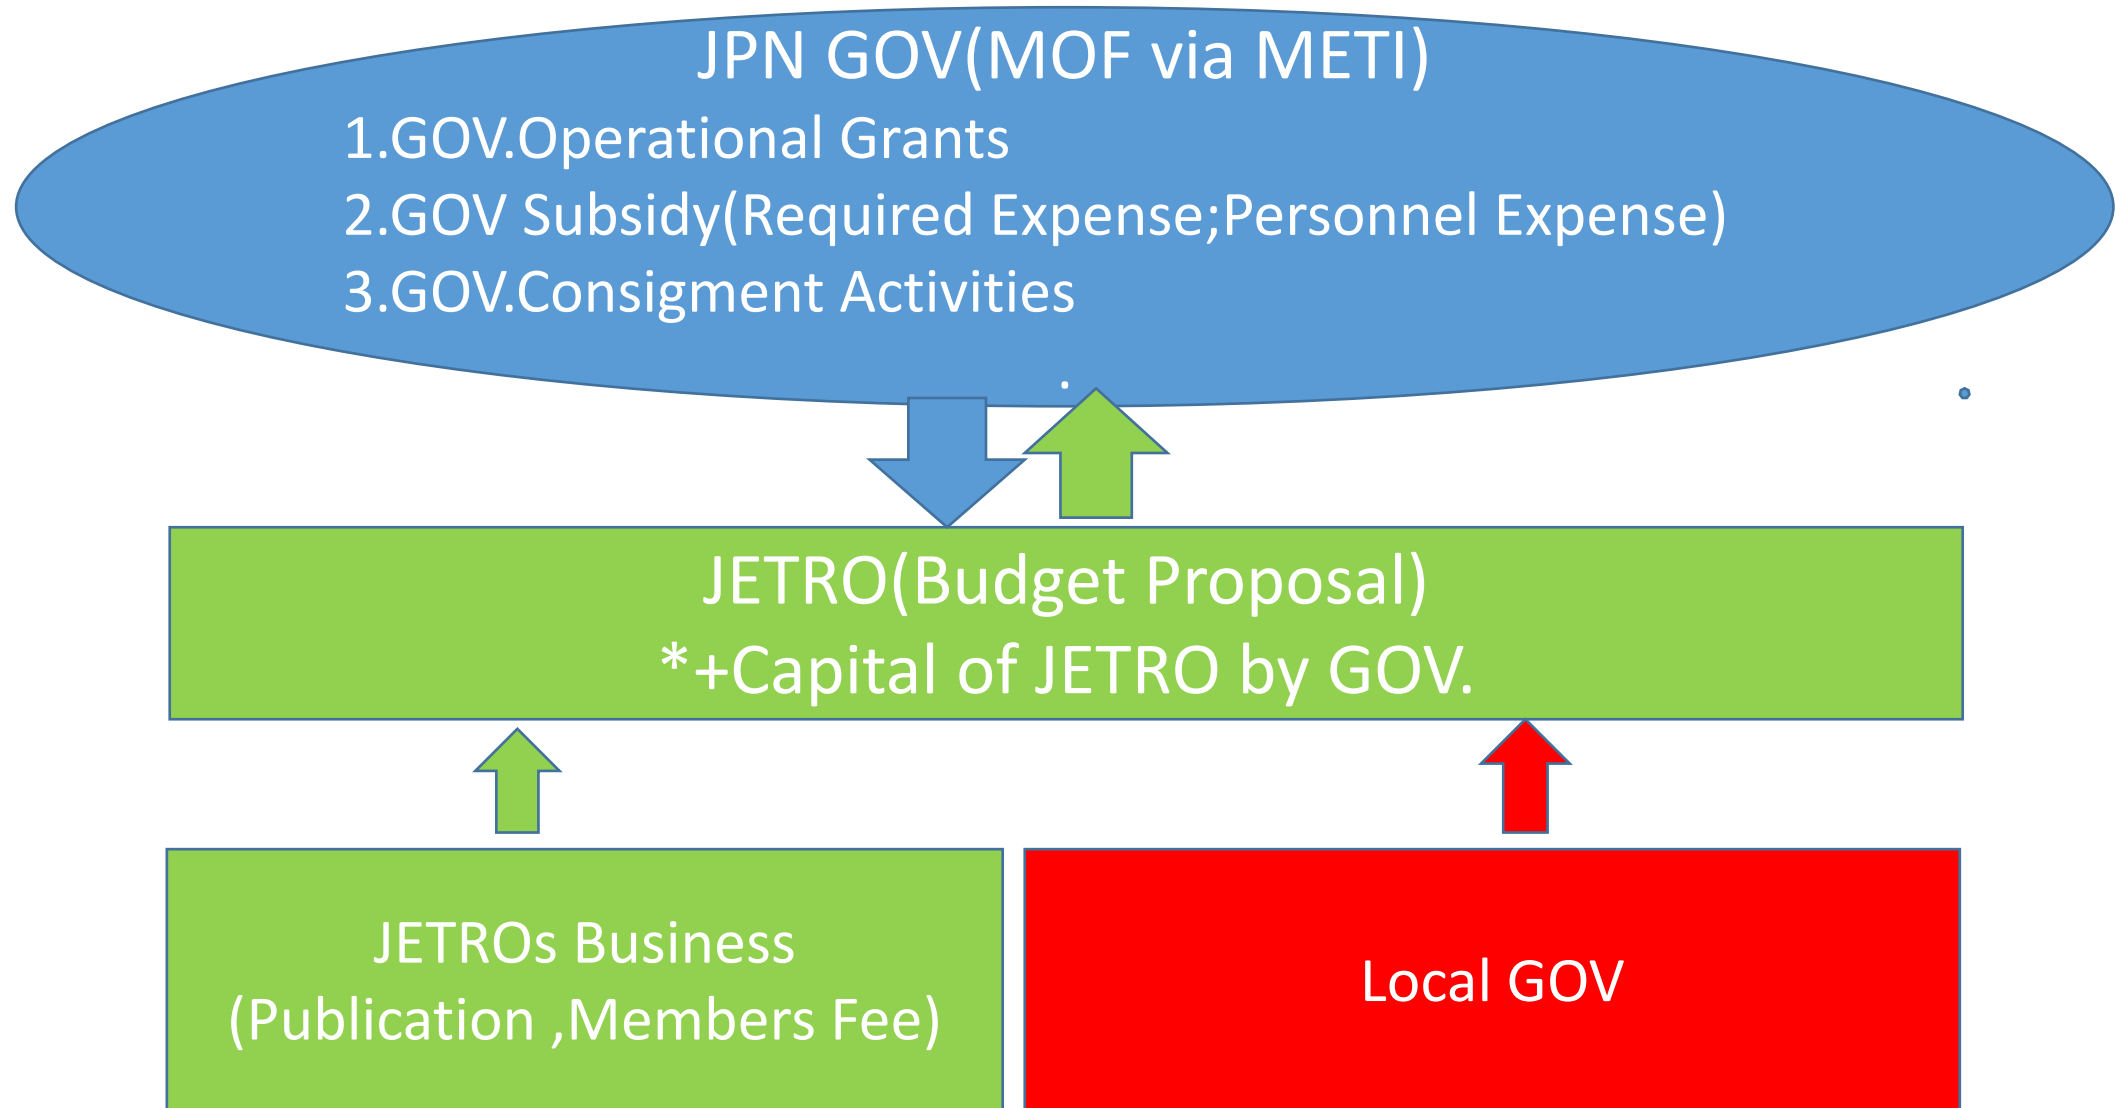 JPN GOV(MOF via METI)
1.GOV.Operational Grants
2.GOV Subsidy(Required Expense;Personnel Expense)
3.GOV.Consigment Activities
.
JETRO(Budget Proposal)
*+Capital of JETRO by GOV.
JETROs Business
(Publication ,Members Fee)
Local GOV